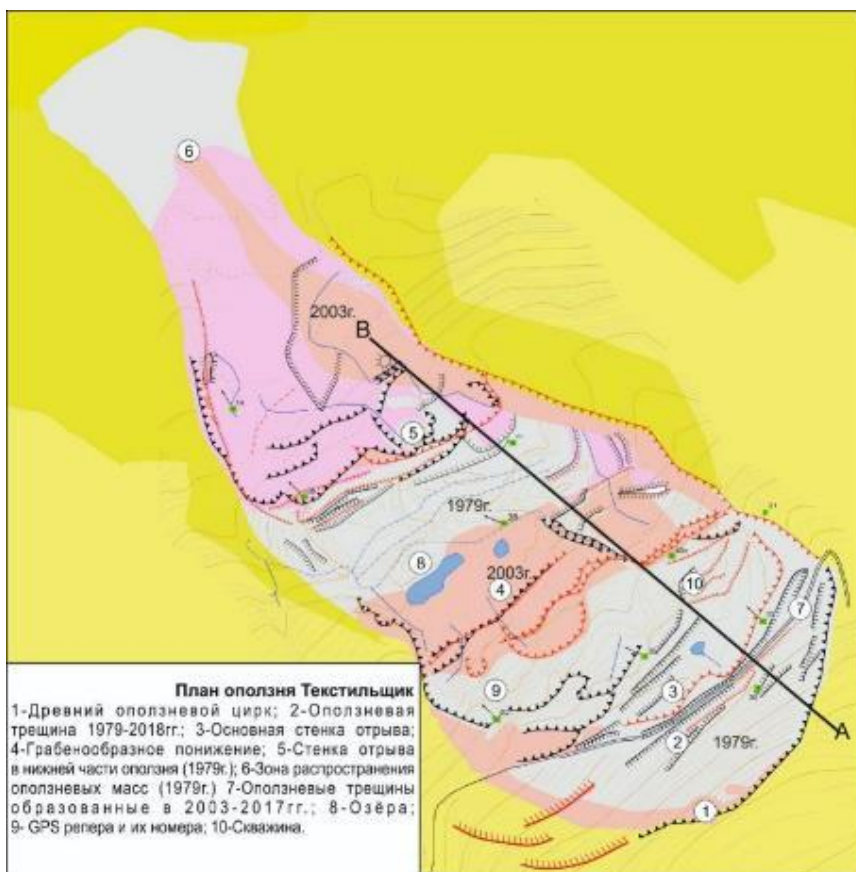 6
2003г.
B
5
1979г.
8
2003г.
4
10
7
9
3
2
1979г.
A
1
План оползня Текстильщик
1-Древний оползневой цирк; 2-Оползневая
трещина 1979-2018гг.; 3-Основная стенка отрыва;
4-Грабенообразное понижение; 5-Стенка отрыва
в нижней части оползня (1979г.); 6-Зона распространения
оползневых масс (1979г.) 7-Оползневые трещины
образованные в 2003-2017гг.; 8-Озёра;
9- GPS репера и их номера; 10-Скважина.